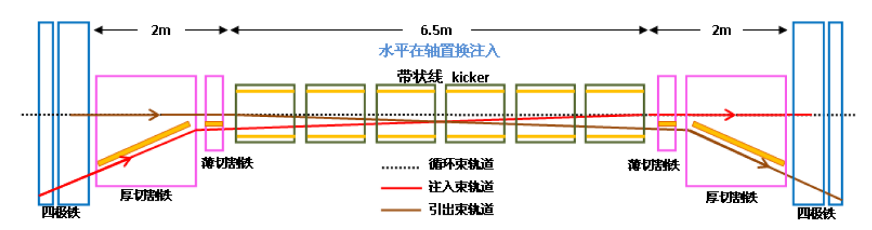 2m
6.5m
2m
水平在轴置换注入
带状线 kicker
薄切割铁
循环束轨道
薄切割铁
厚切割铁
注入束轨道
厚切割铁
四极铁
引出束轨道
四极铁